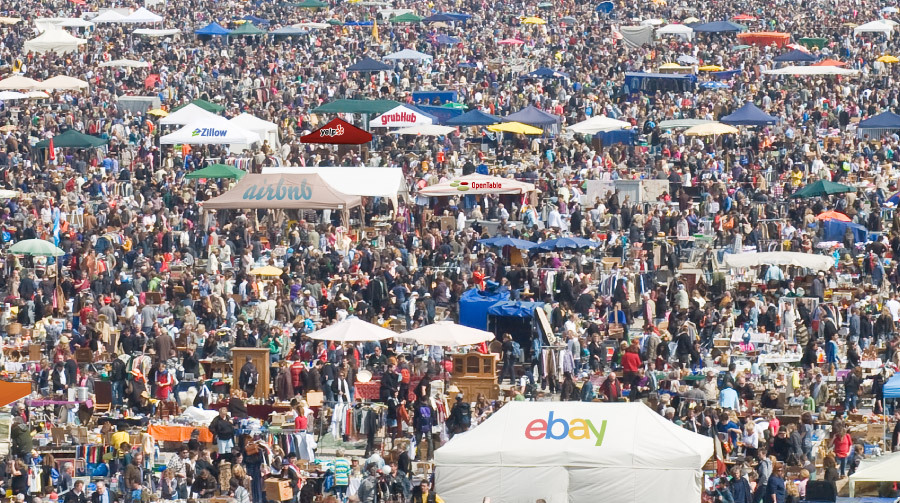 grubHub
Zillow
yelp
airbnb
OpenTable
ebay